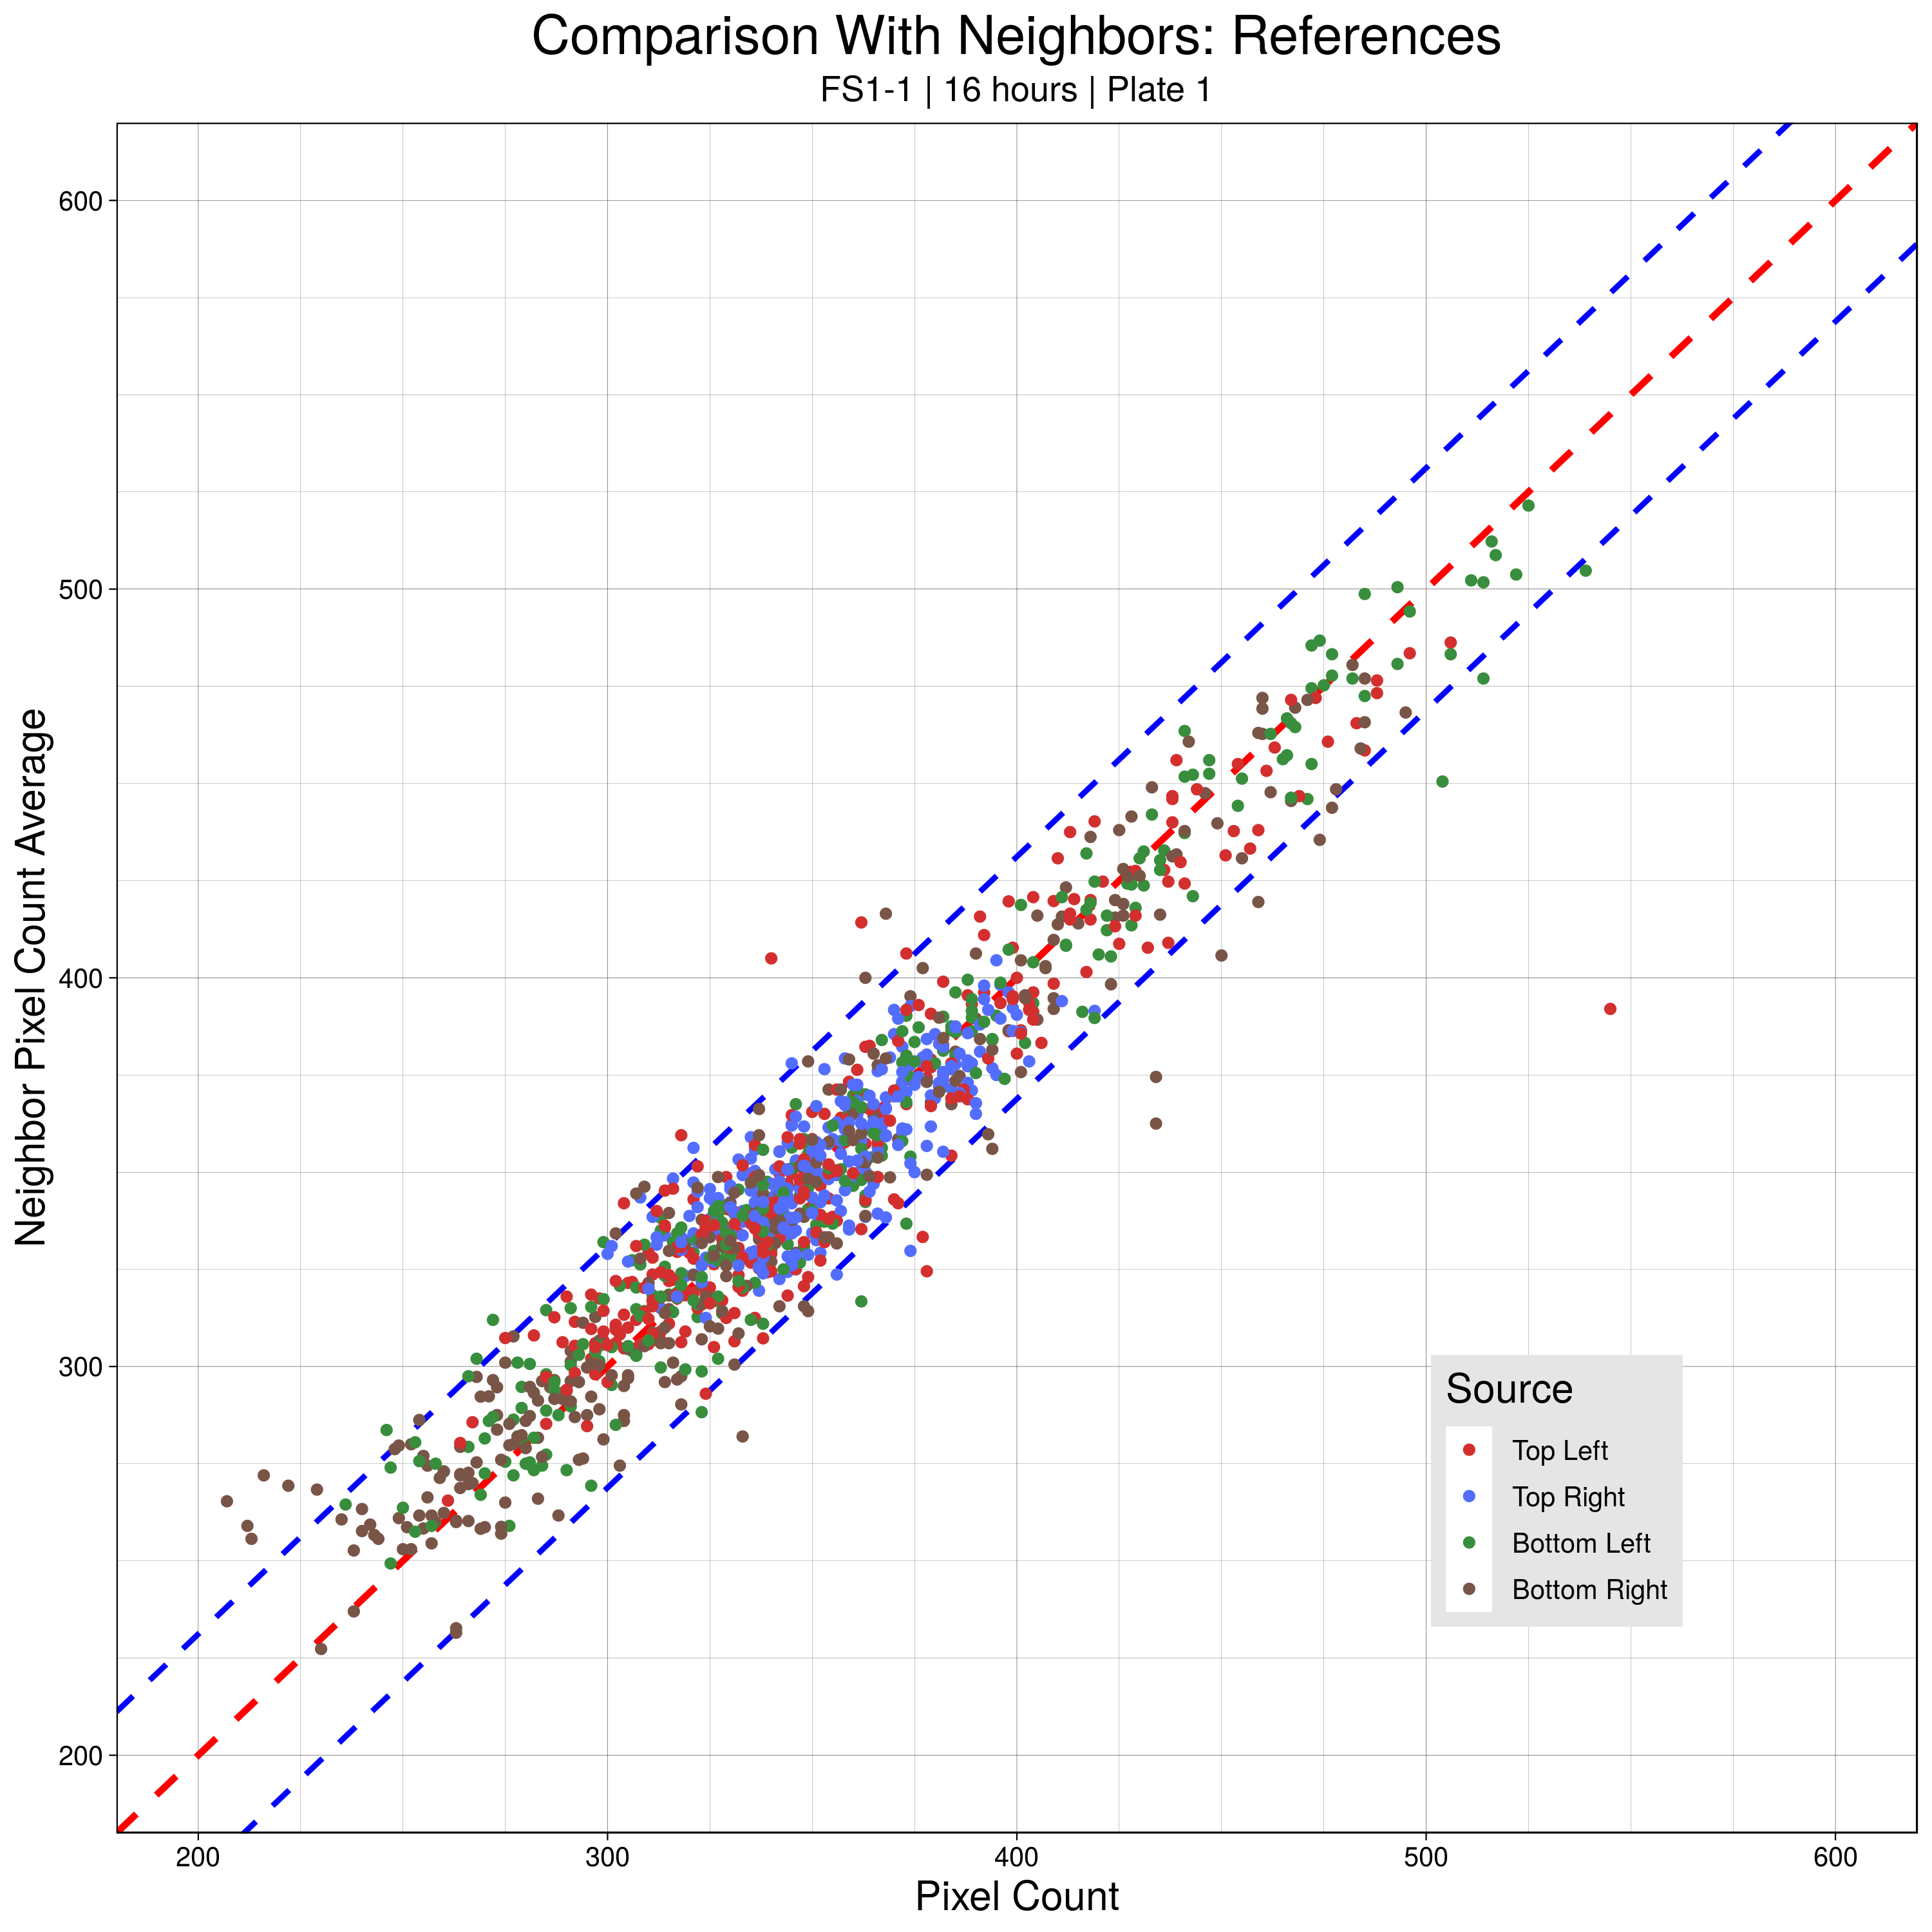 Comparison With Neighbors: References
FS1-1 | 16 hours | Plate 1
Neighbor Pixel Count Average
600
500
400
300
200
Source
Top Left
Top Right
Bottom Left
Bottom Right
200
300
400
500
600
Pixel Count